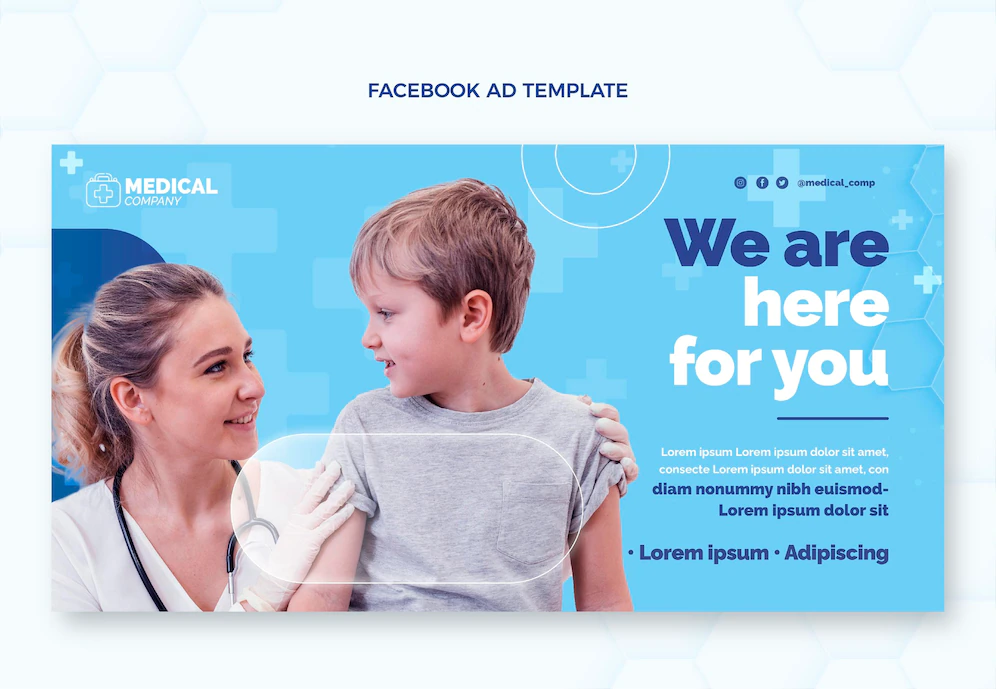 FACEBOOK AD TEMPLATE
MEDICAL
COMPANY
@medical_comp
We are
here
for you
Lorem ipsum Lorem ipsum dolor sit amet,
consecte Lorem ipsum dolor sit amet, con
diam nonummy nibh euismod-
Lorem ipsum dolor sit
• Lorem ipsum • Adipiscing